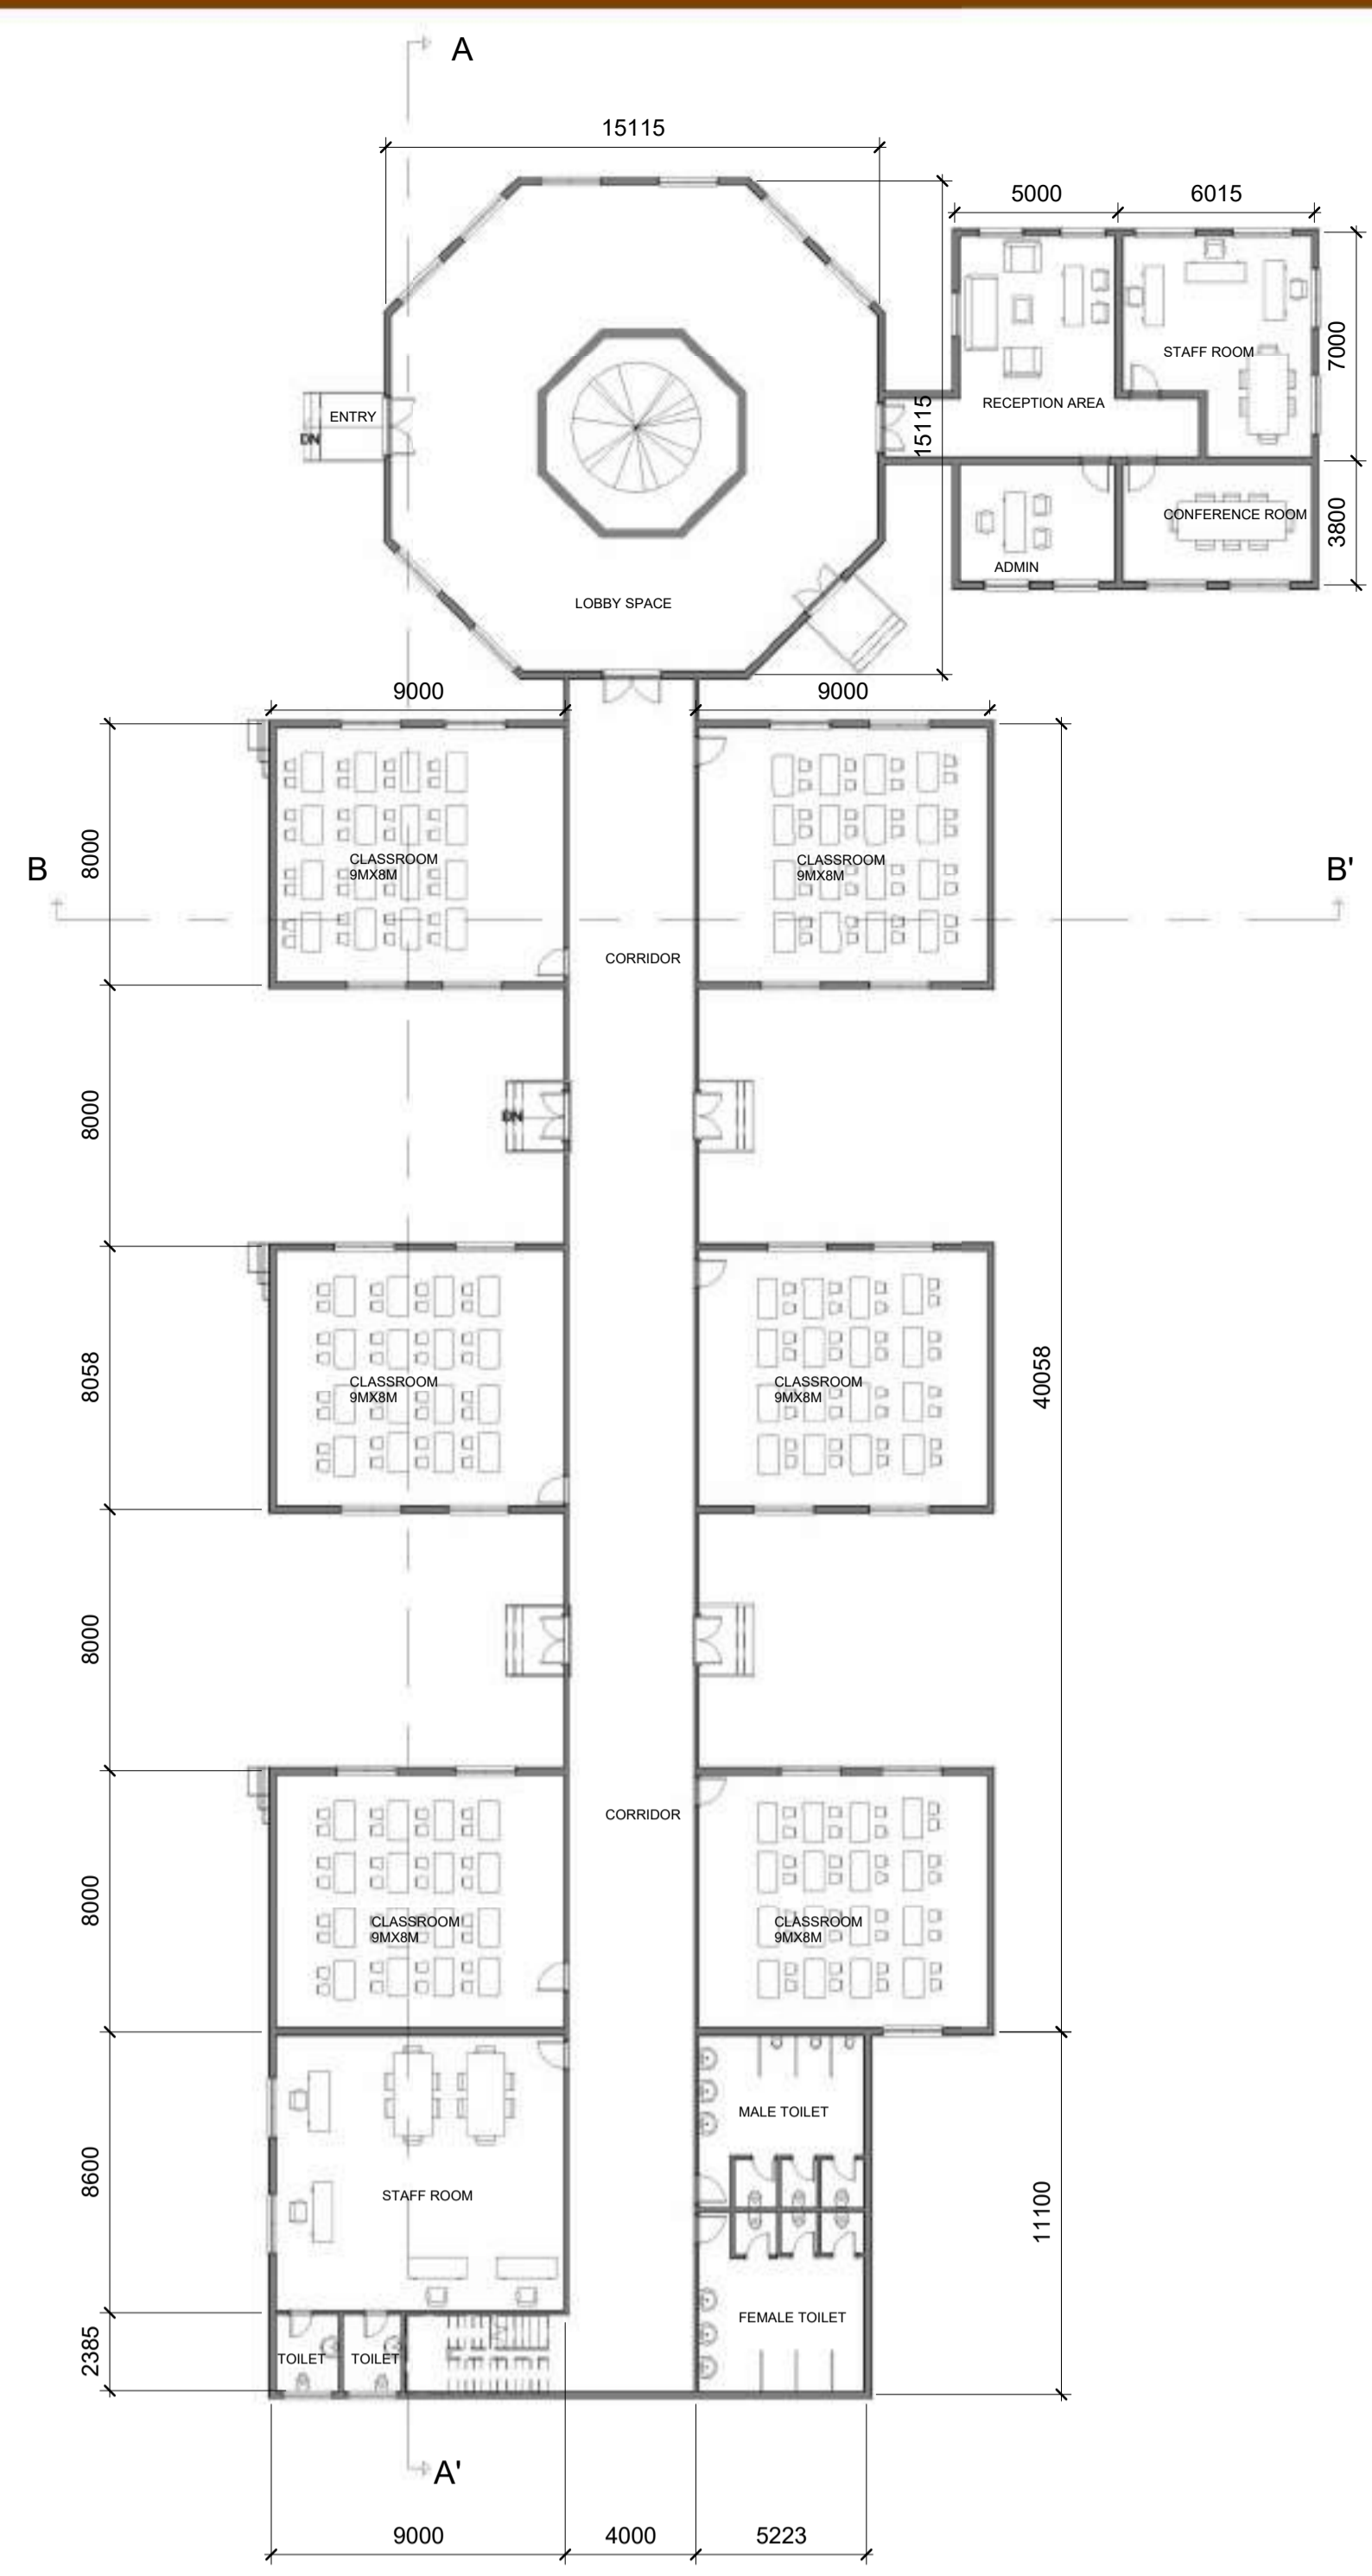 A
15115
5000
6015
STAFF ROOM
7000
ENTRY
DN
RECEPTION AREA
15115
CONFERENCE ROOM
3800
ADMIN
LOBBY SPACE
9000
9000
8000
CLASSROOM
9MX8M
CLASSROOM
9MX8M
B
B'
CORRIDOR
8000
DN
8058
CLASSROOM
9MX8M
CLASSROOM
9MX8M
40058
8000
CORRIDOR
8000
CLASSROOM
9MX8M
CLASSROOM
9MX8M
MALE TOILET
8600
STAFF ROOM
11100
FEMALE TOILET
2385
TOILET
TOILET
A'
9000
4000
5223